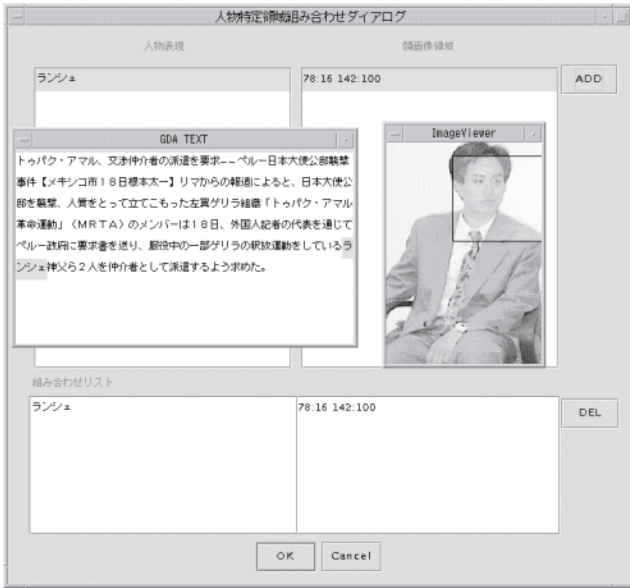 人物特定領域組み合わせダイアログ
人物表現
顔画像領域
ランシェ
78:16 142:100
ADD
GDA TEXT
トゥパク・アマル、交渉仲介者の派遣を要求--ペルー日本大使公邸襲撃
事件【メキシコ市18日根本太一】リマからの報道によると、日本大使公
邸を襲撃、人質をとって立てこもった左翼ゲリラ組織「トゥパク・アマル
革命運動」(MRTA)のメンバーは18日、外国人記者の代表を通じて
ペルー政府に要求書を送り、服役中の一部ゲリラの釈放運動をしているラ
ンシェ神父ら2人を仲介者として派遣するよう求めた。
ImageViewer
組み合わせリスト
ランシェ
78:16 142:100
DEL
OK
Cancel